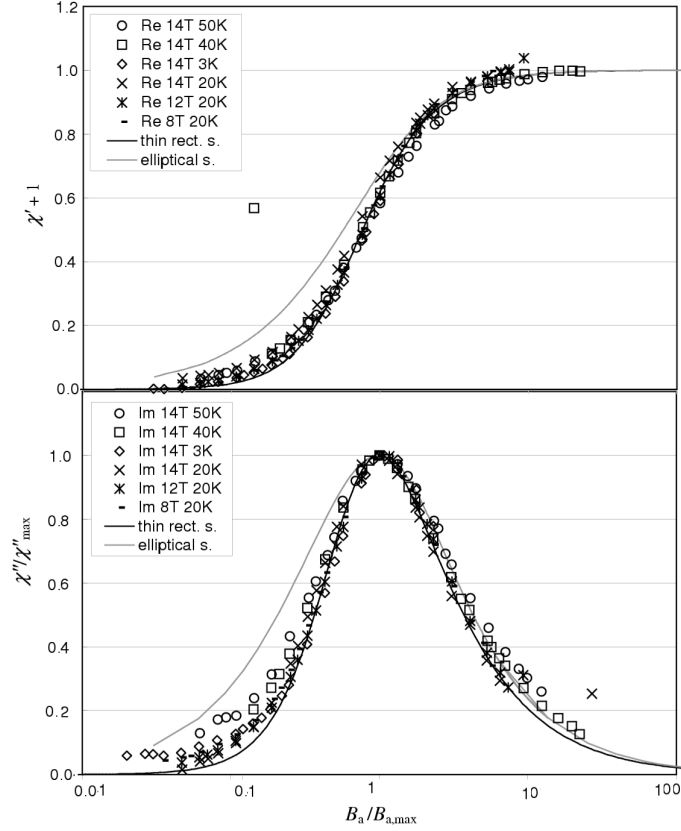 χ′ + 1
1.0
0.8
0.6
0.4
0.2
0.0
Re 14T 50K
Re 14T 40K
Re 14T 3K
Re 14T 20K
Re 12T 20K
Re 8T 20K
thin rect. s.
elliptical s.
χ″/χ″max
1.0
0.8
0.6
0.4
0.2
0.0
Im 14T 50K
Im 14T 40K
Im 14T 3K
Im 14T 20K
Im 12T 20K
Im 8T 20K
thin rect. s.
elliptical s.
0.01 0.1 1 10 100
Ba/Ba,max